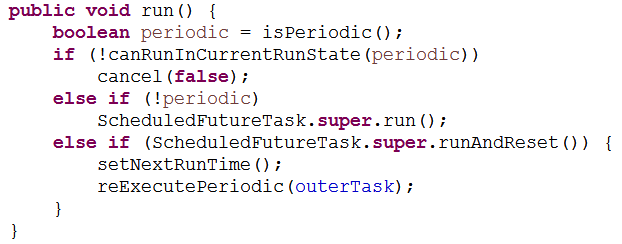 public void run() {
    boolean periodic = isPeriodic();
    if (!canRunInCurrentRunState(periodic))
        cancel(false);
    else if (!periodic)
        ScheduledFutureTask.super.run();
    else if (ScheduledFutureTask.super.runAndReset()) {
        setNextRunTime();
        reExecutePeriodic(outerTask);
    }
}